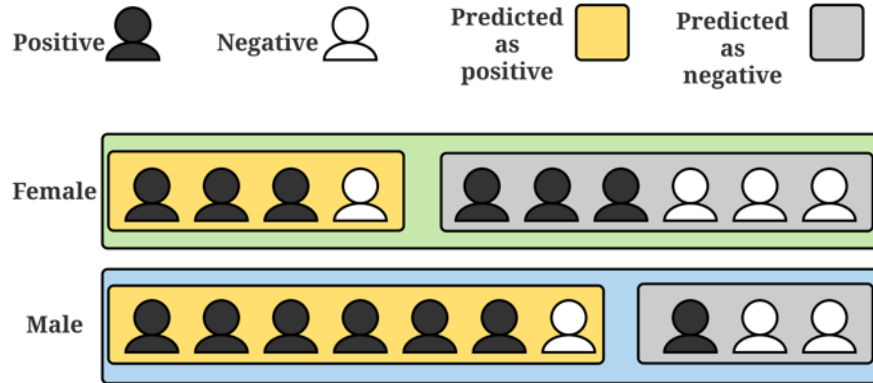 Positive
Negative
Predicted
as
positive
Predicted
as
negative
Female
Male